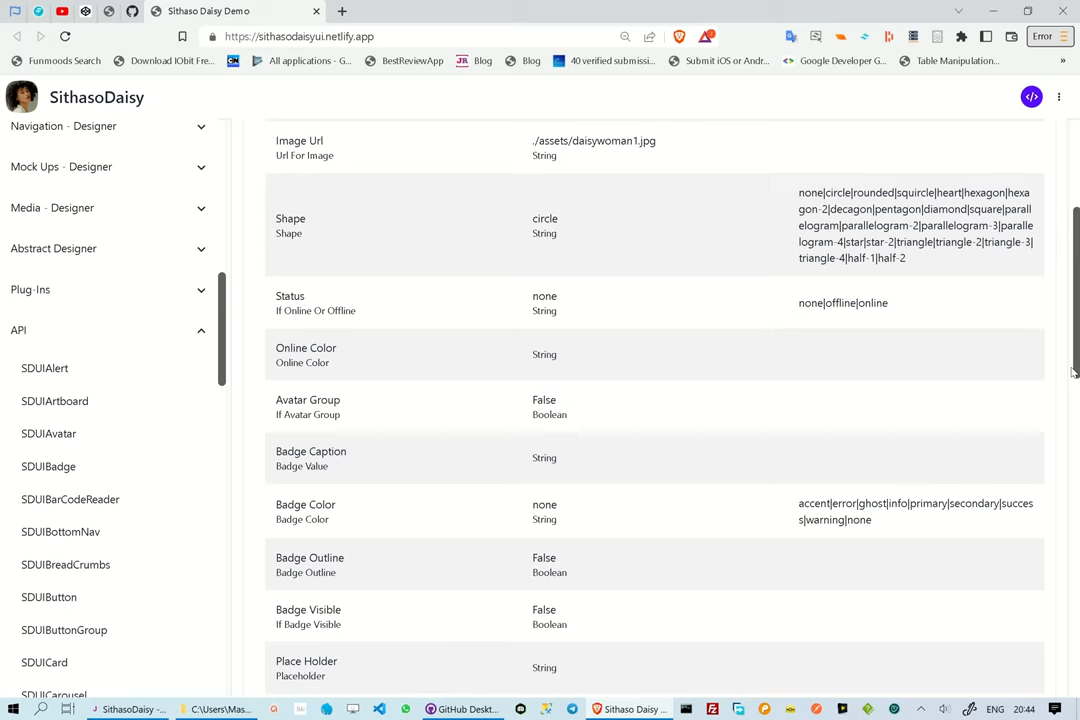 Sithaso Daisy Demo
https://sithasodaisyui.netlify.app
Error
Funmoods Search
Download IObit Fre...
All applications - G...
BestReviewApp
JR Blog
Blog
40 verified submissi...
Submit iOS or Andr...
Google Developer G...
Table Manipulation...
SithasoDaisy
Navigation - Designer
Mock Ups - Designer
Media - Designer
Abstract Designer
Plug-Ins
API
SDUIAlert
SDUIArtboard
SDUIAvatar
SDUIBadge
SDUIBarCodeReader
SDUIBottomNav
SDUIBreadCrumbs
SDUIButton
SDUIButtonGroup
SDUICard
SDUICarousel
Image Url
Url For Image
./assets/daisywoman1.jpg
String
Shape
Shape
circle
String
none|circle|rounded|squircle|heart|hexagon|hexa
gon-2|decagon|pentagon|diamond|square|parall
elogram|parallelogram-2|parallelogram-3|paralle
logram-4|star|star-2|triangle|triangle-2|triangle-3|
triangle-4|half-1|half-2
Status
If Online Or Offline
none
String
none|offline|online
Online Color
Online Color
String
Avatar Group
If Avatar Group
False
Boolean
Badge Caption
Badge Value
String
Badge Color
Badge Color
none
String
accent|error|ghost|info|primary|secondary|succes
s|warning|none
Badge Outline
Badge Outline
False
Boolean
Badge Visible
If Badge Visible
False
Boolean
Place Holder
Placeholder
String
SithasoDaisy -...
C:\Users\Mas...
GitHub Deskt...
Sithaso Daisy ...
ENG
20:44